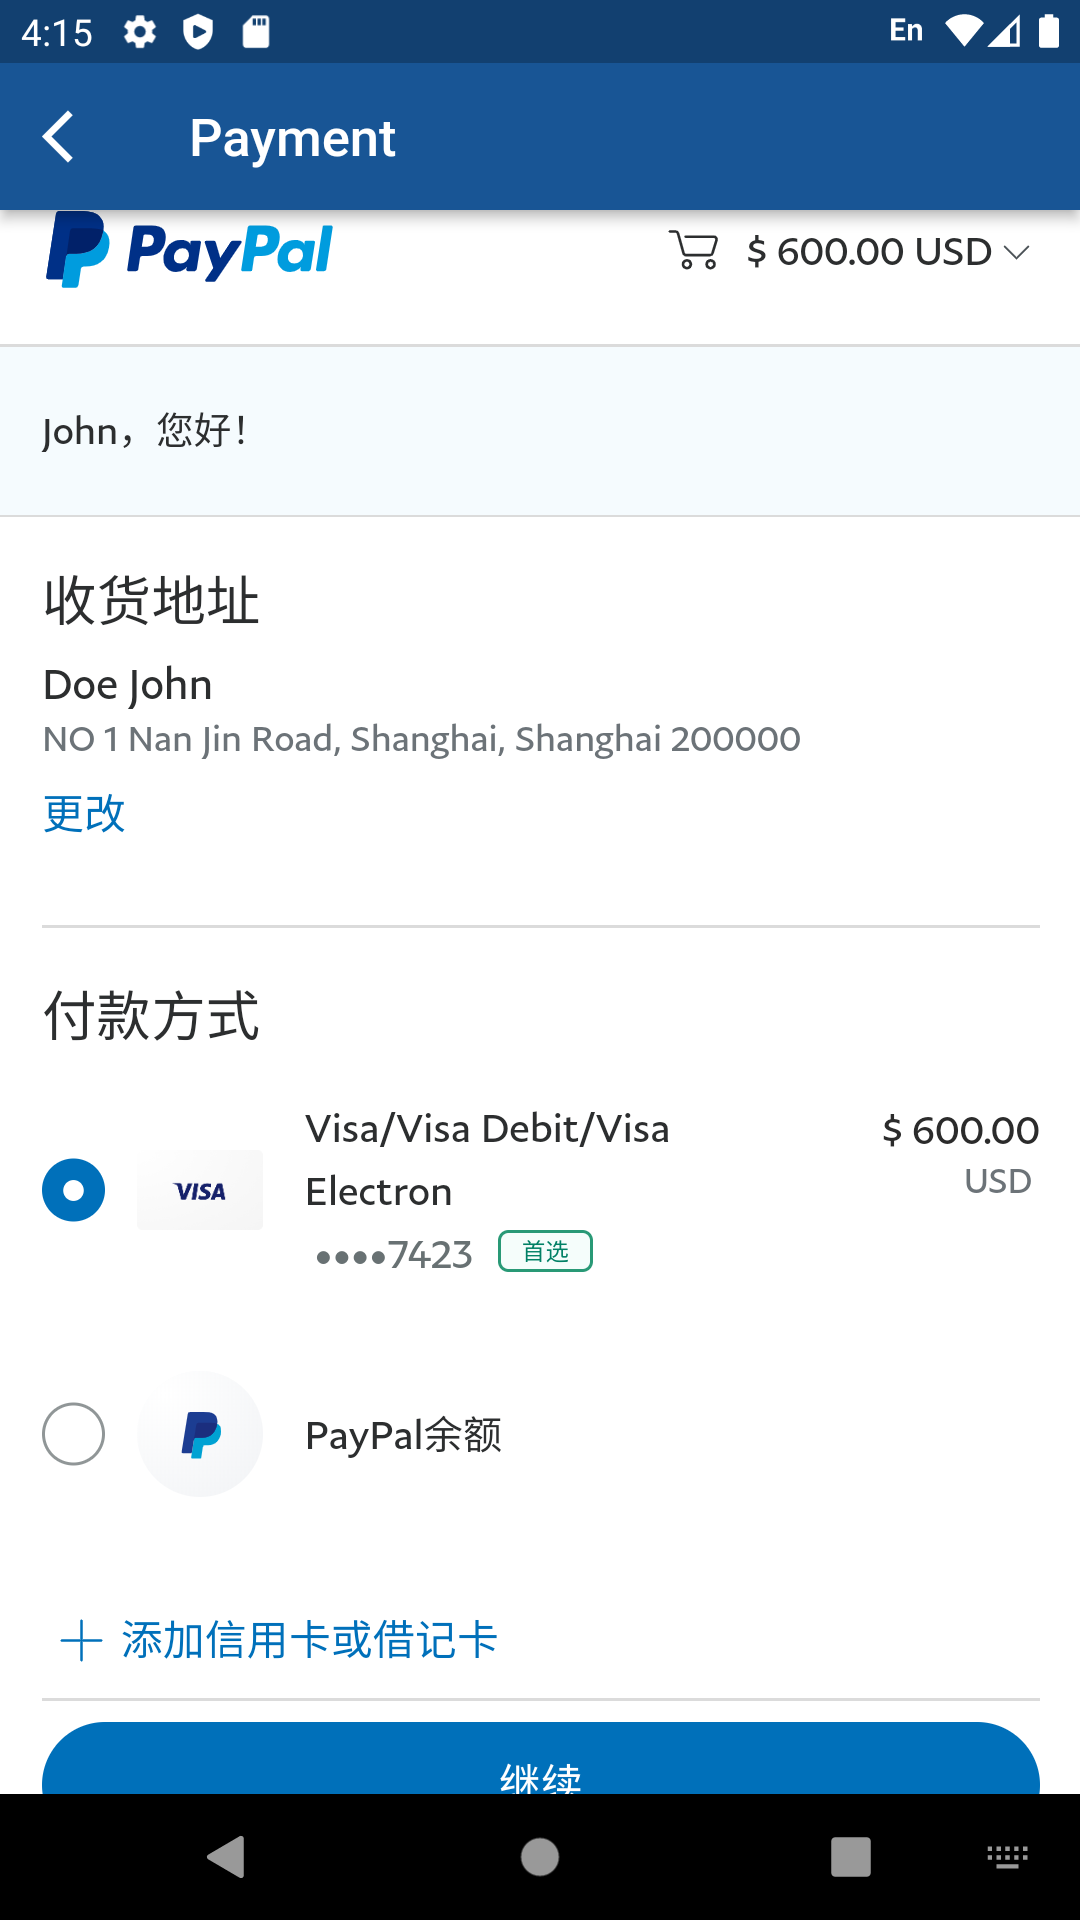 4:15
En
Payment
PayPal
$ 600.00 USD
John，您好！
收货地址
Doe John
NO 1 Nan Jin Road, Shanghai, Shanghai 200000
更改
付款方式
Visa/Visa Debit/Visa
$ 600.00
VISA
Electron
USD
••••7423
首选
PayPal余额
添加信用卡或借记卡
继续